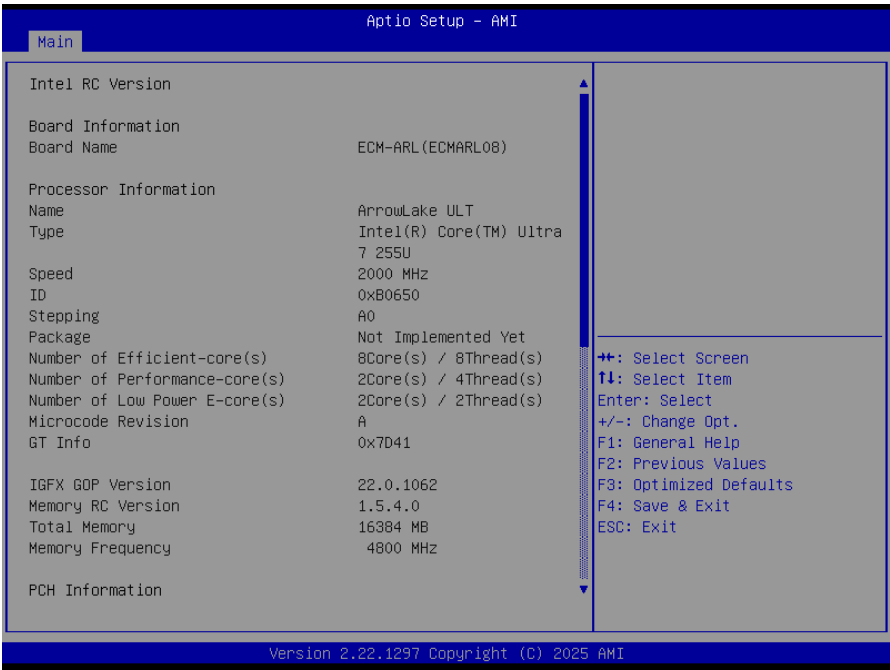 Aptio Setup - AMI
Main
Intel RC Version
Board Information
Board Name ECM-ARL(ECMARL08)
Processor Information
Name ArrowLake ULT
Type Intel(R) Core(TM) Ultra
7 255U
Speed 2000 MHz
ID 0xB0650
Stepping A0
Package Not Implemented Yet
Number of Efficient-core(s) 8Core(s) / 8Thread(s)
Number of Performance-core(s) 2Core(s) / 4Thread(s)
Number of Low Power E-core(s) 2Core(s) / 2Thread(s)
Microcode Revision A
GT Info 0x7D41
IGFX GOP Version 22.0.1062
Memory RC Version 1.5.4.0
Total Memory 16384 MB
Memory Frequency 4800 MHz
PCH Information
→←: Select Screen
↑↓: Select Item
Enter: Select
+/-: Change Opt.
F1: General Help
F2: Previous Values
F3: Optimized Defaults
F4: Save & Exit
ESC: Exit
Version 2.22.1297 Copyright (C) 2025 AMI